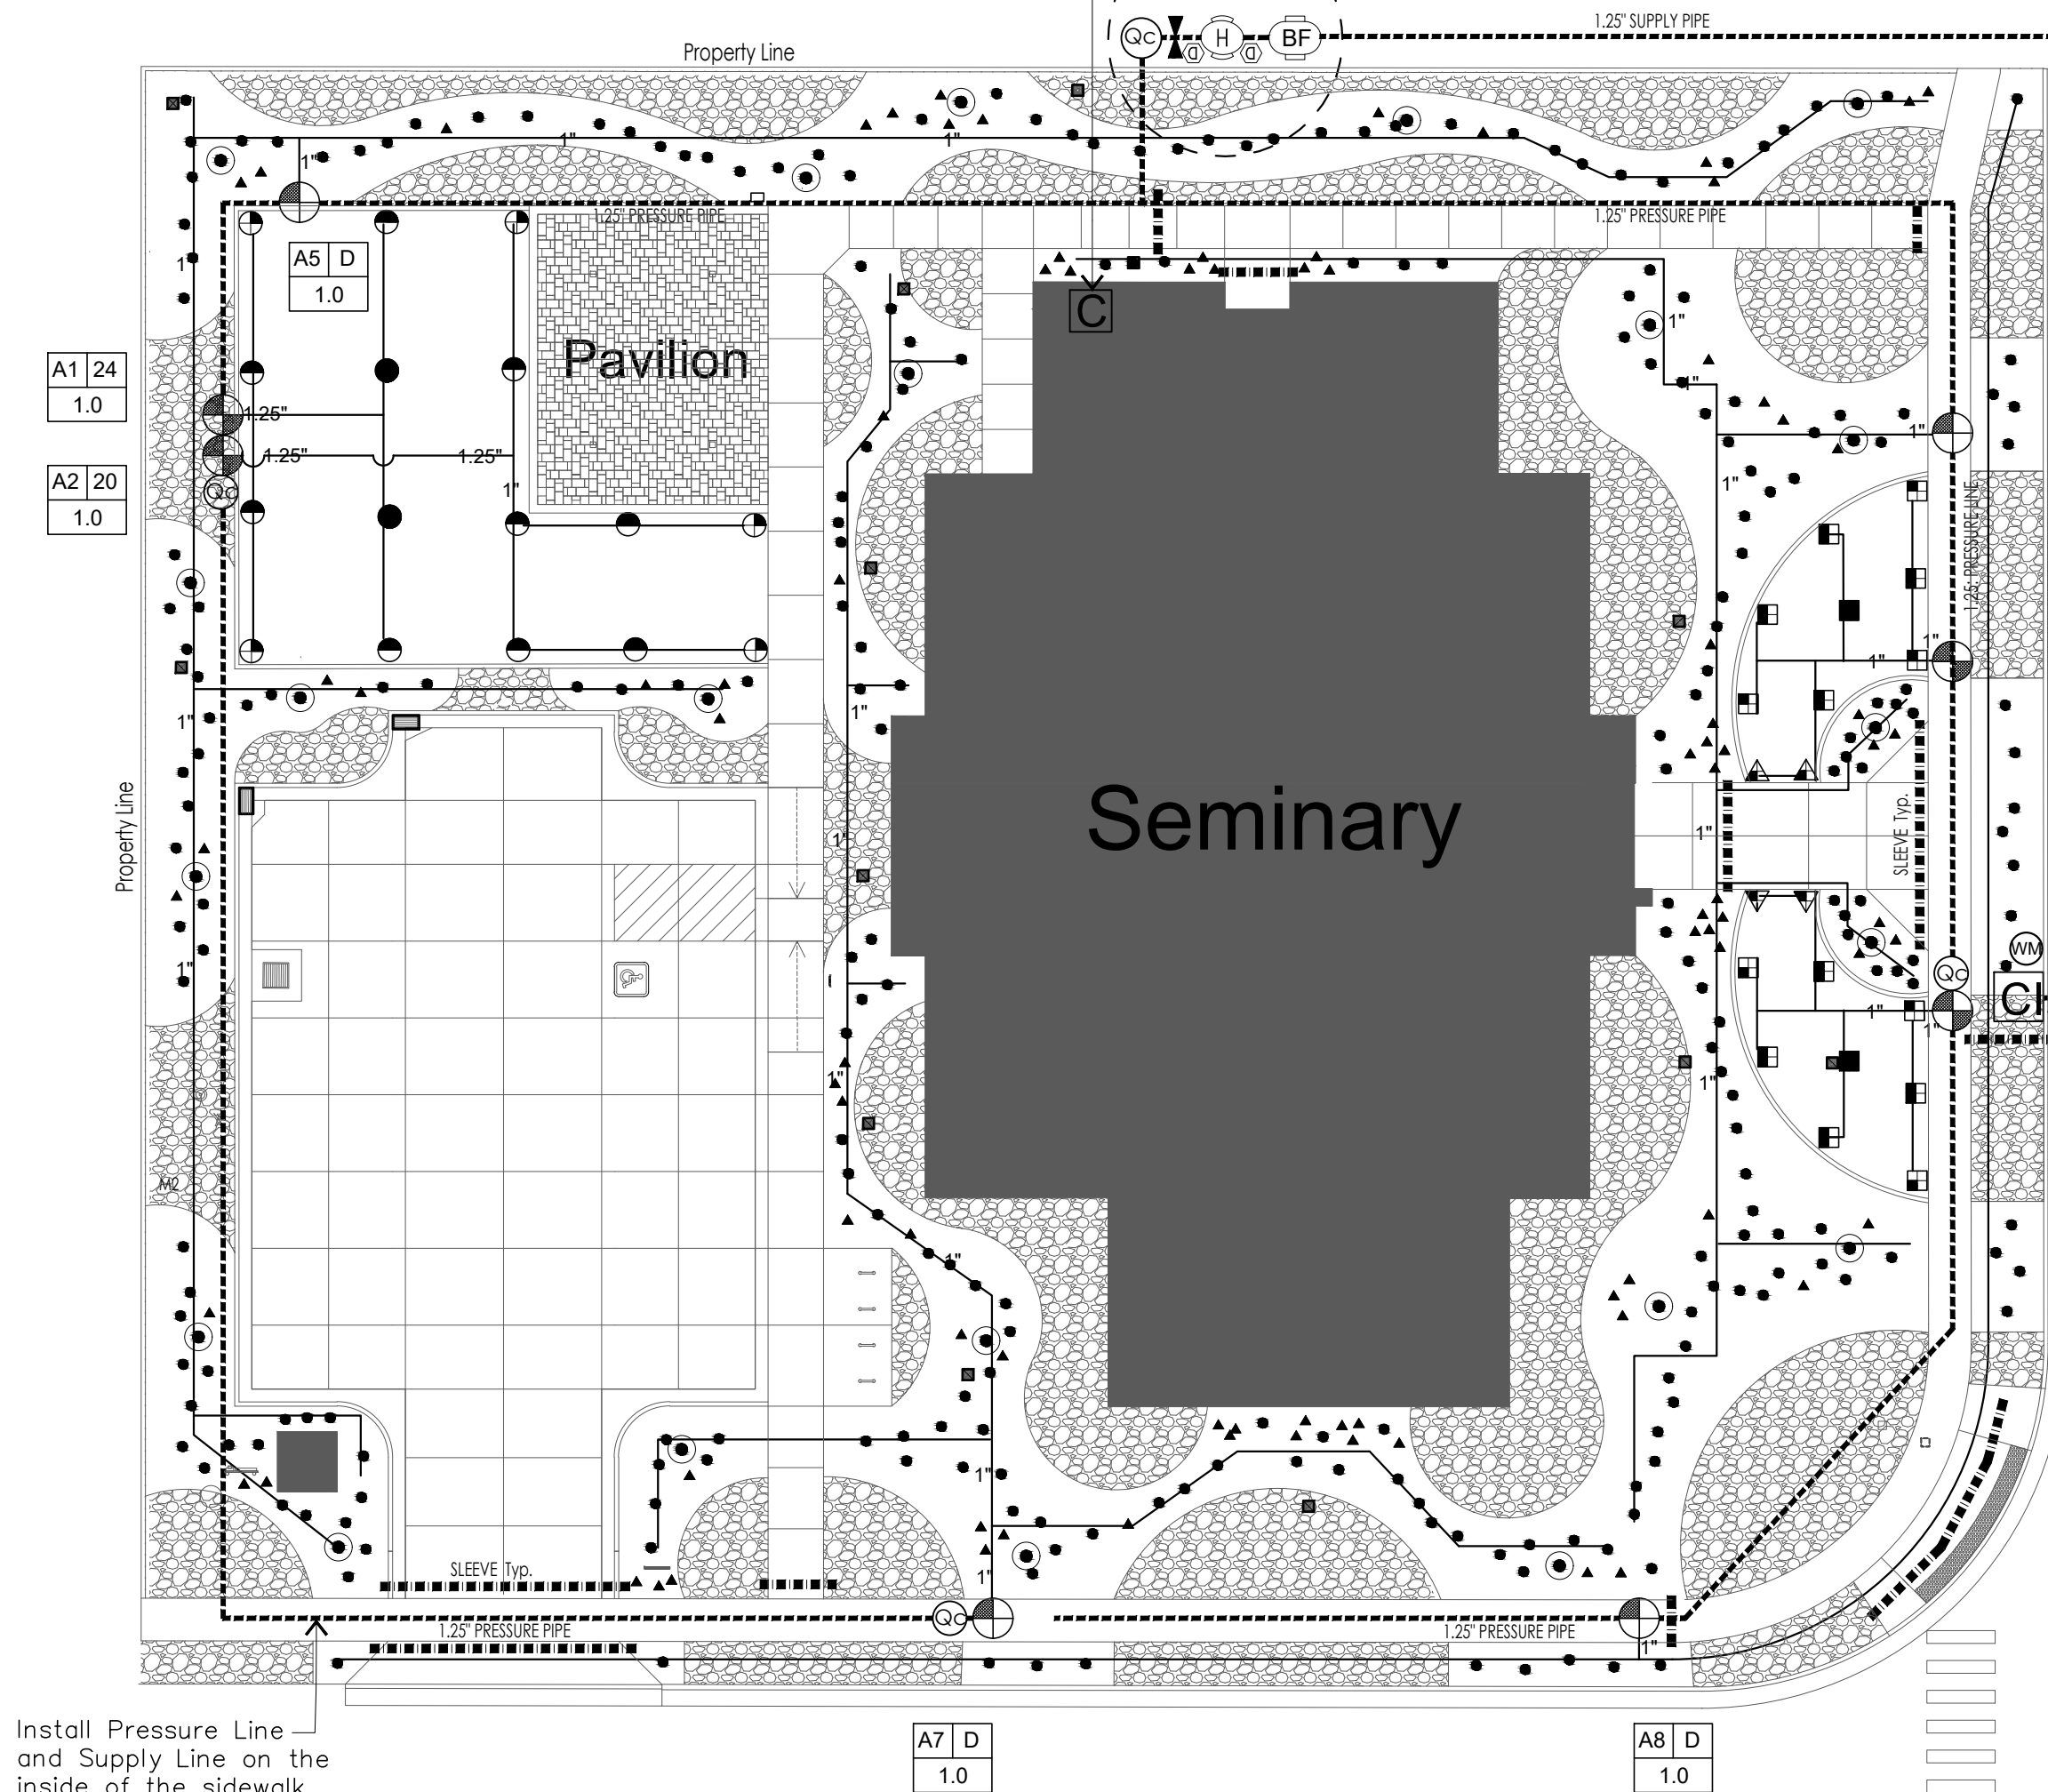 Qc
H
BF
D
D
1.25" SUPPLY PIPE
Property Line
1"
1"
1"
1.25" PRESSURE PIPE
1.25" PRESSURE PIPE
1"
A5 D
1.0
C
1"
1"
Pavilion
A1 24
1.0
1.25"
1.25"
1.25"
1"
A2 20
1.0
Qc
1"
1"
1.25: PRESSURE LINE
1"
1"
1"
1"
Property Line
Seminary
1"
1"
SLEEVE Typ.
WM
1"
Qc
CI
1"
1"
1"
1"
M2
1"
1"
1"
SLEEVE Typ.
Qc
1.25" PRESSURE PIPE
1.25" PRESSURE PIPE
1"
Install Pressure Line
and Supply Line on the
inside of the sidewalk
A7 D
1.0
A8 D
1.0